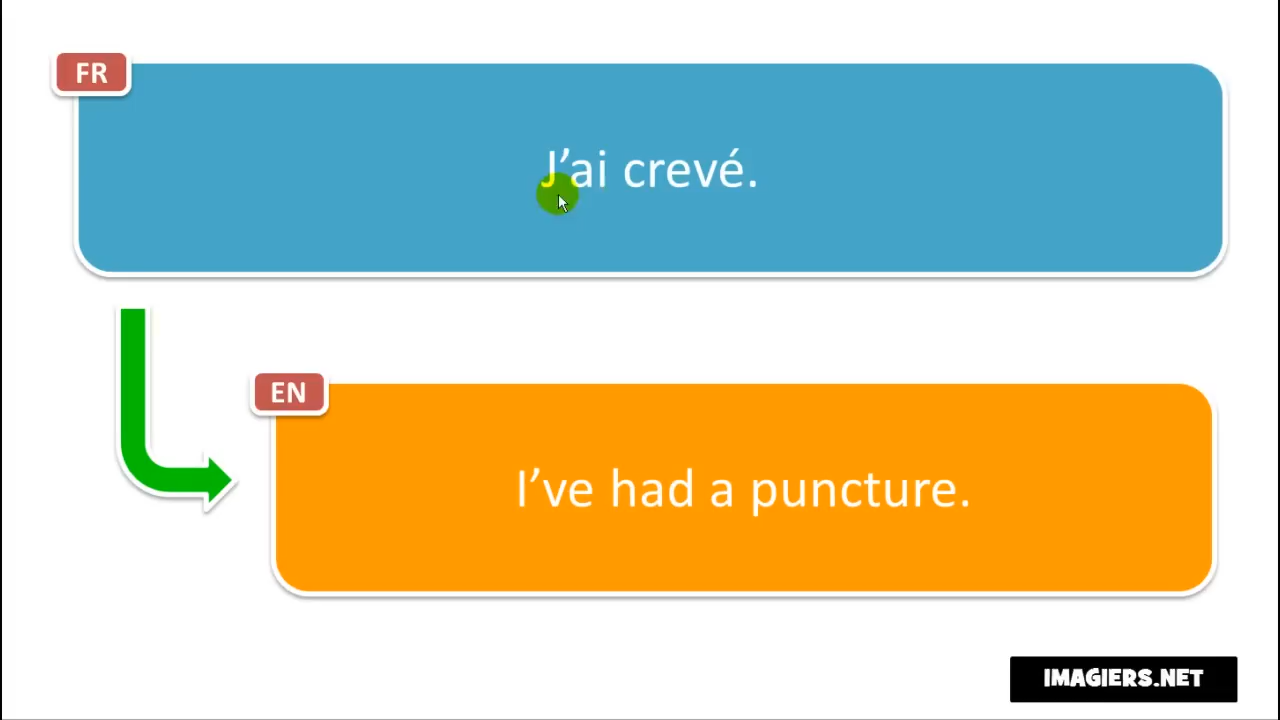 FR
J’ai crevé.
EN
I’ve had a puncture.
IMAGIERS.NET